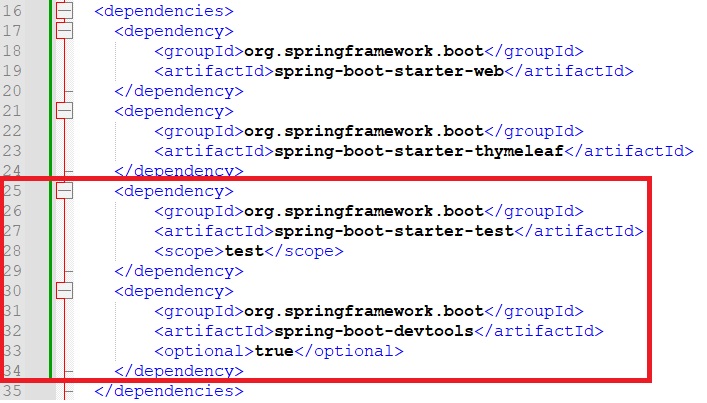 16 <dependencies>
17 <dependency>
18 <groupId>org.springframework.boot</groupId>
19 <artifactId>spring-boot-starter-web</artifactId>
20 </dependency>
21 <dependency>
22 <groupId>org.springframework.boot</groupId>
23 <artifactId>spring-boot-starter-thymeleaf</artifactId>
24 </dependency>
25 <dependency>
26 <groupId>org.springframework.boot</groupId>
27 <artifactId>spring-boot-starter-test</artifactId>
28 <scope>test</scope>
29 </dependency>
30 <dependency>
31 <groupId>org.springframework.boot</groupId>
32 <artifactId>spring-boot-devtools</artifactId>
33 <optional>true</optional>
34 </dependency>
35 </dependencies>